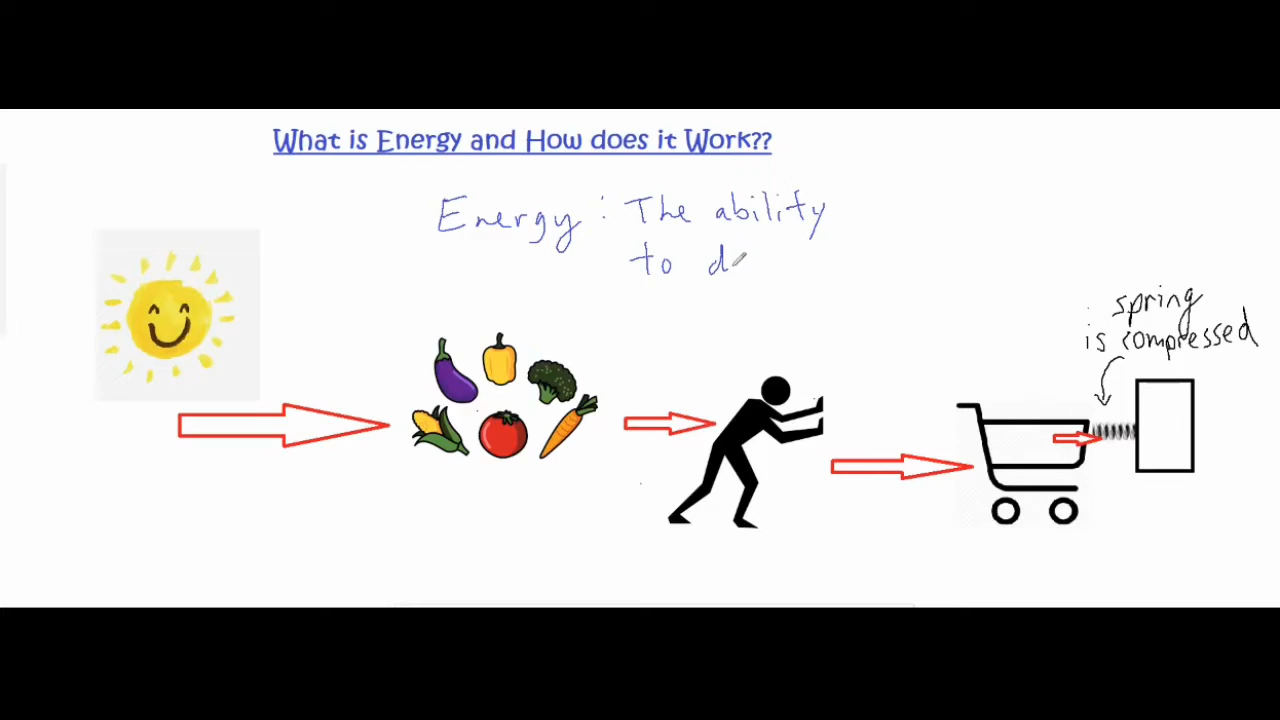 What is Energy and How does it Work??
Energy: The ability
to d
spring
is compressed